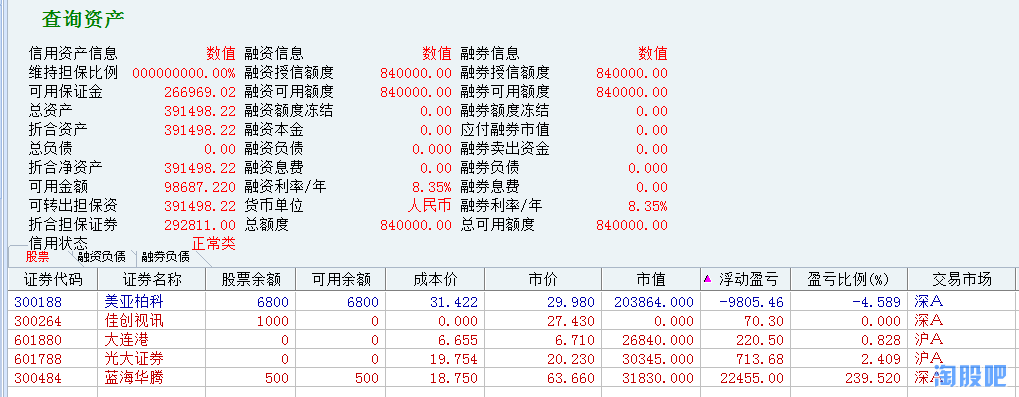 查询资产
信用资产信息 数值 融资信息 数值 融券信息 数值
维持担保比例 000000000.00% 融资授信额度 840000.00 融券授信额度 840000.00
可用保证金 266969.02 融资可用额度 840000.00 融券可用额度 840000.00
总资产 391498.22 融资额度冻结 0.00 融券额度冻结 0.00
折合资产 391498.22 融资本金 0.00 应付融券市值 0.00
总负债 0.00 融资负债 0.000 融券卖出资金 0.00
折合净资产 391498.22 融资息费 0.00 融券负债 0.000
可用金额 98687.220 融资利率/年 8.35% 融券息费 0.00
可转出担保资 391498.22 货币单位 人民币 融券利率/年 8.35%
折合担保证券 292811.00 总额度 840000.00 总可用额度 840000.00
信用状态 正常类
股票 融资负债 融券负债
证券代码 证券名称 股票余额 可用余额 成本价 市价 市值 浮动盈亏 盈亏比例(%) 交易市场
300188 美亚柏科 6800 6800 31.422 29.980 203864.000 -9805.46 -4.589 深A
300264 佳创视讯 1000 0 0.000 27.430 0.000 70.30 0.000 深A
601880 大连港 0 0 6.655 6.710 26840.000 220.50 0.828 沪A
601788 光大证券 0 0 19.754 20.230 30345.000 713.68 2.409 沪A
300484 蓝海华腾 500 500 18.750 63.660 31830.000 22455.00 239.520 深A
淘股吧